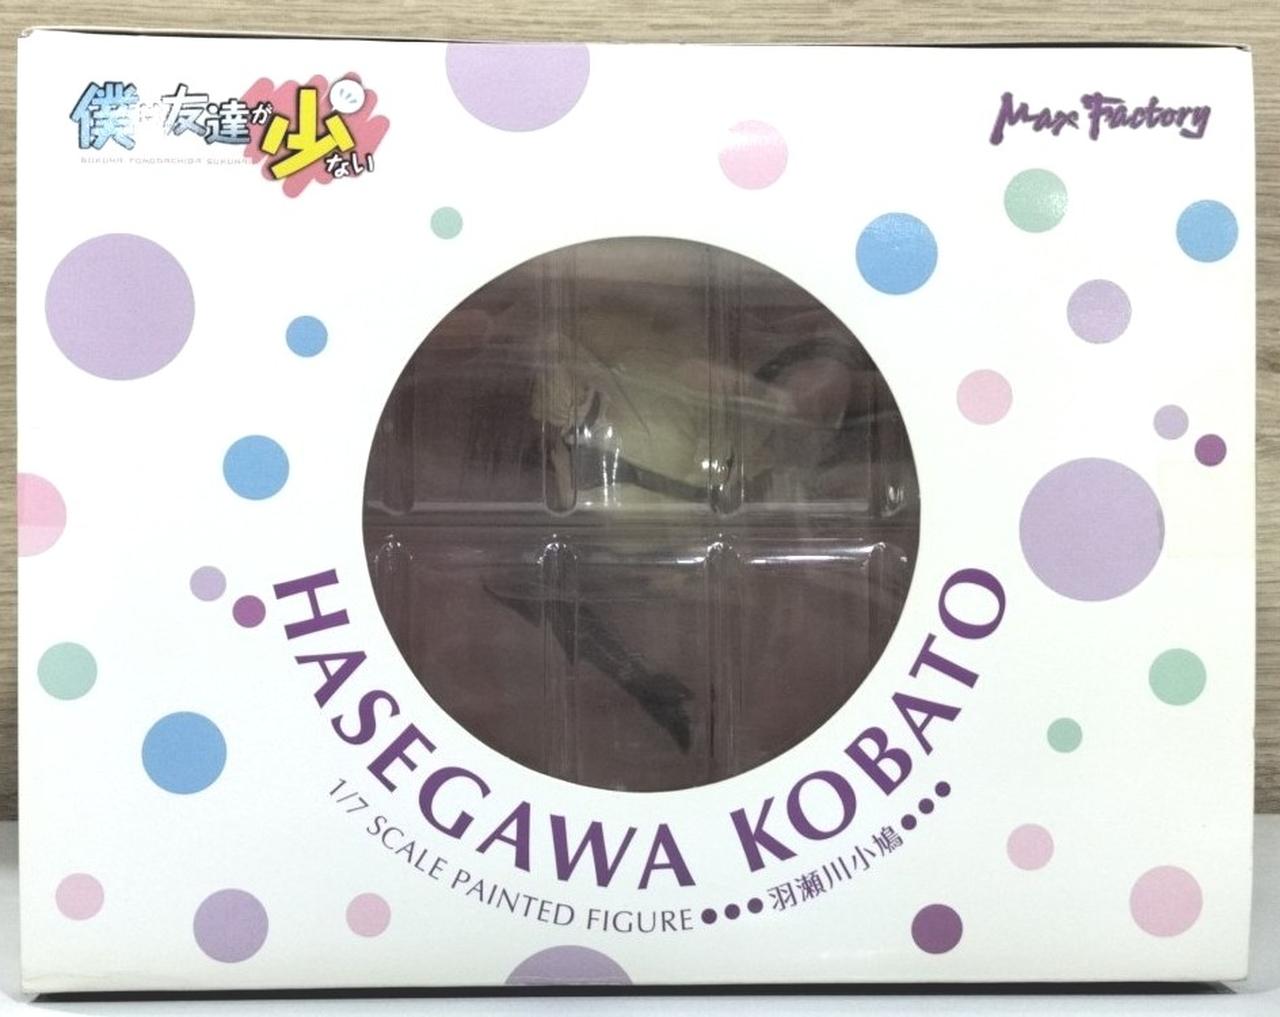 僕は友達が少ない
BOKUHA TOMODACHIGA SUKUNAI
Max Factory
HASEGAWA KOBATO
1/7 SCALE PAINTED FIGURE●●●羽瀬川小鳩●●●